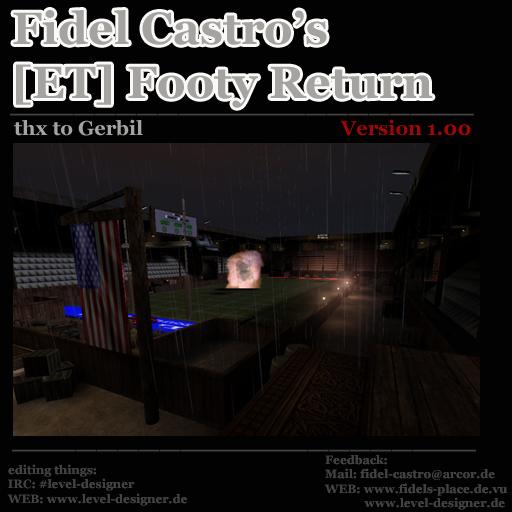 Fidel Castro's
[ET] Footy Return
thx to Gerbil
Version 1.00
editing things:
IRC: #level-designer
WEB: www.level-designer.de
Feedback:
Mail: fidel-castro@arcor.de
WEB: www.fidels-place.de.vu
www.level-designer.de